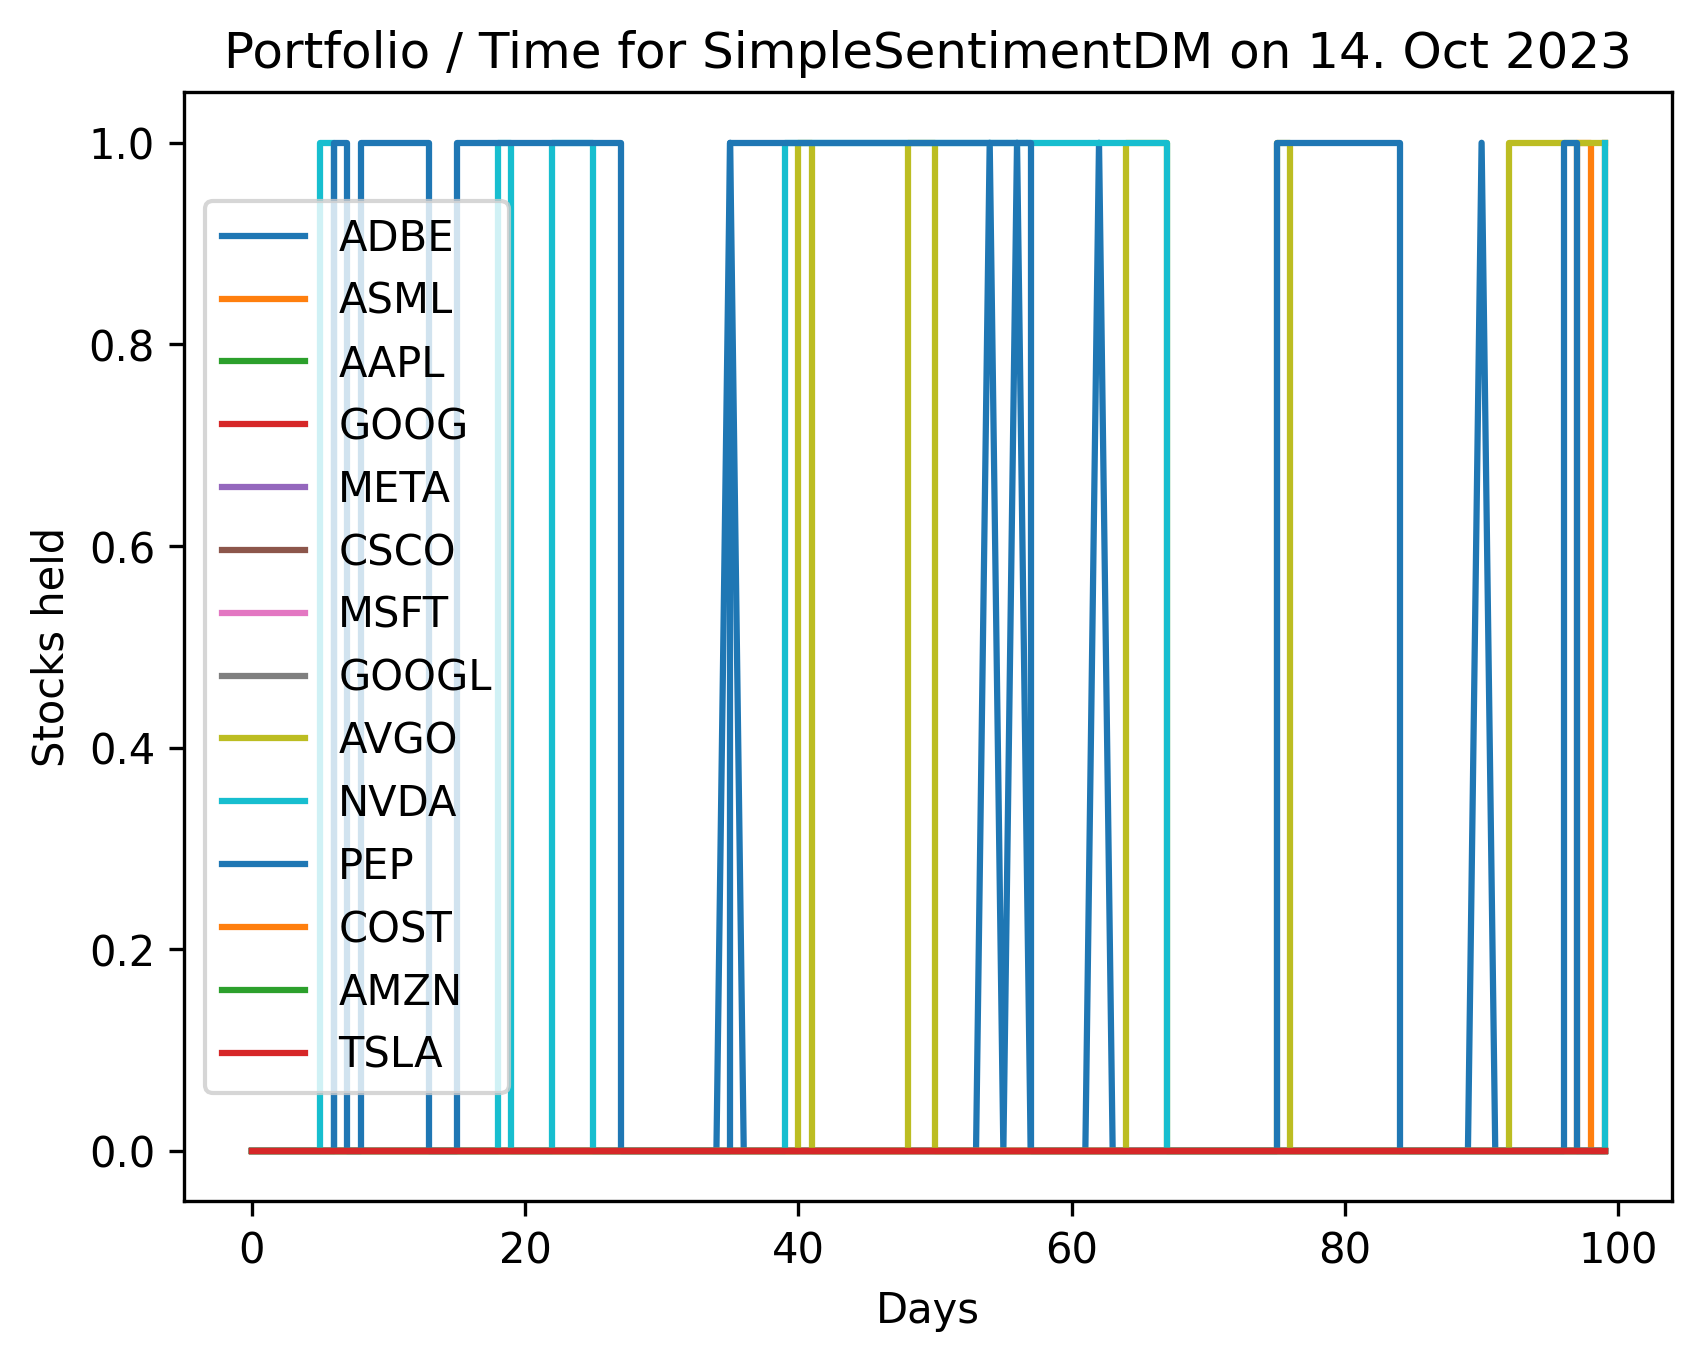 Portfolio / Time for SimpleSentimentDM on 14. Oct 2023
1.0
0.8
0.6
0.4
0.2
0.0
Stocks held
ADBE
ASML
AAPL
GOOG
META
CSCO
MSFT
GOOGL
AVGO
NVDA
PEP
COST
AMZN
TSLA
0 20 40 60 80 100
Days